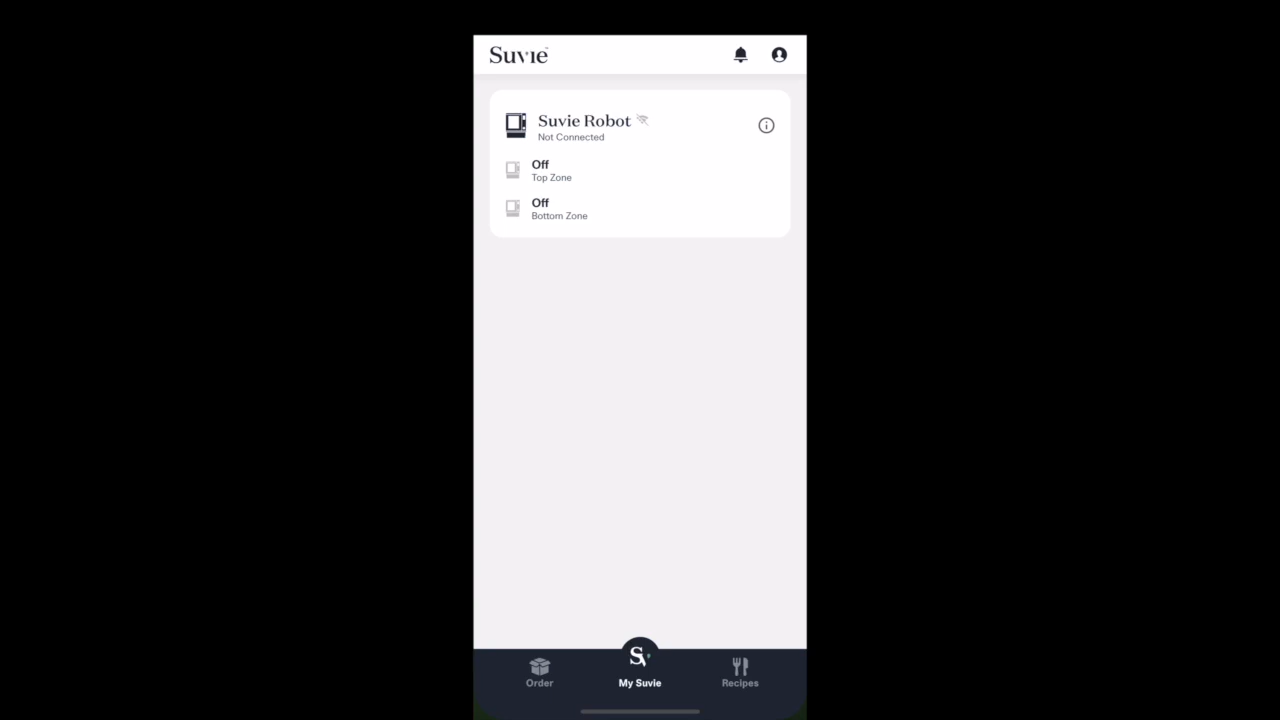 Suvie
Suvie Robot
Not Connected
Off
Top Zone
Off
Bottom Zone
Order
My Suvie
Recipes